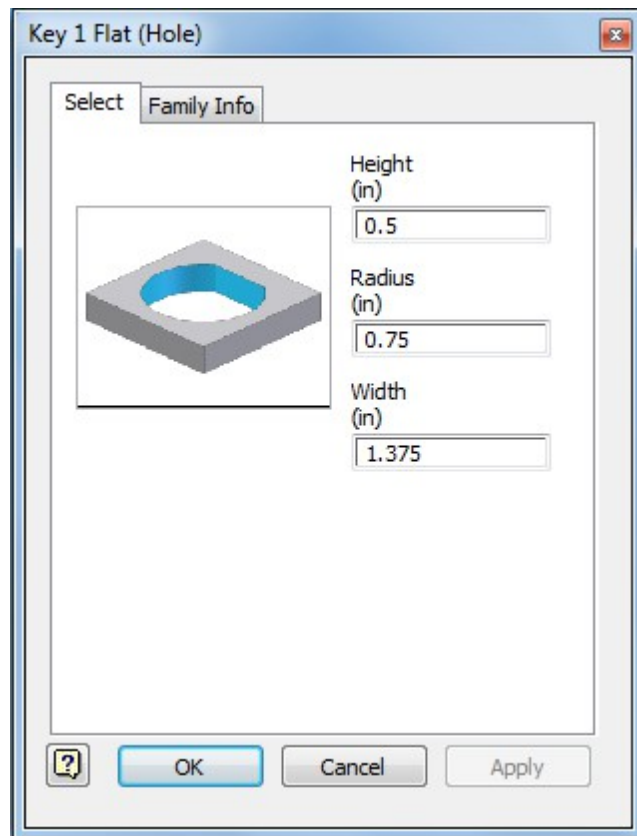 Key 1 Flat (Hole)
Select
Family Info
Height
(in)
0.5
Radius
(in)
0.75
Width
(in)
1.375
?
OK
Cancel
Apply